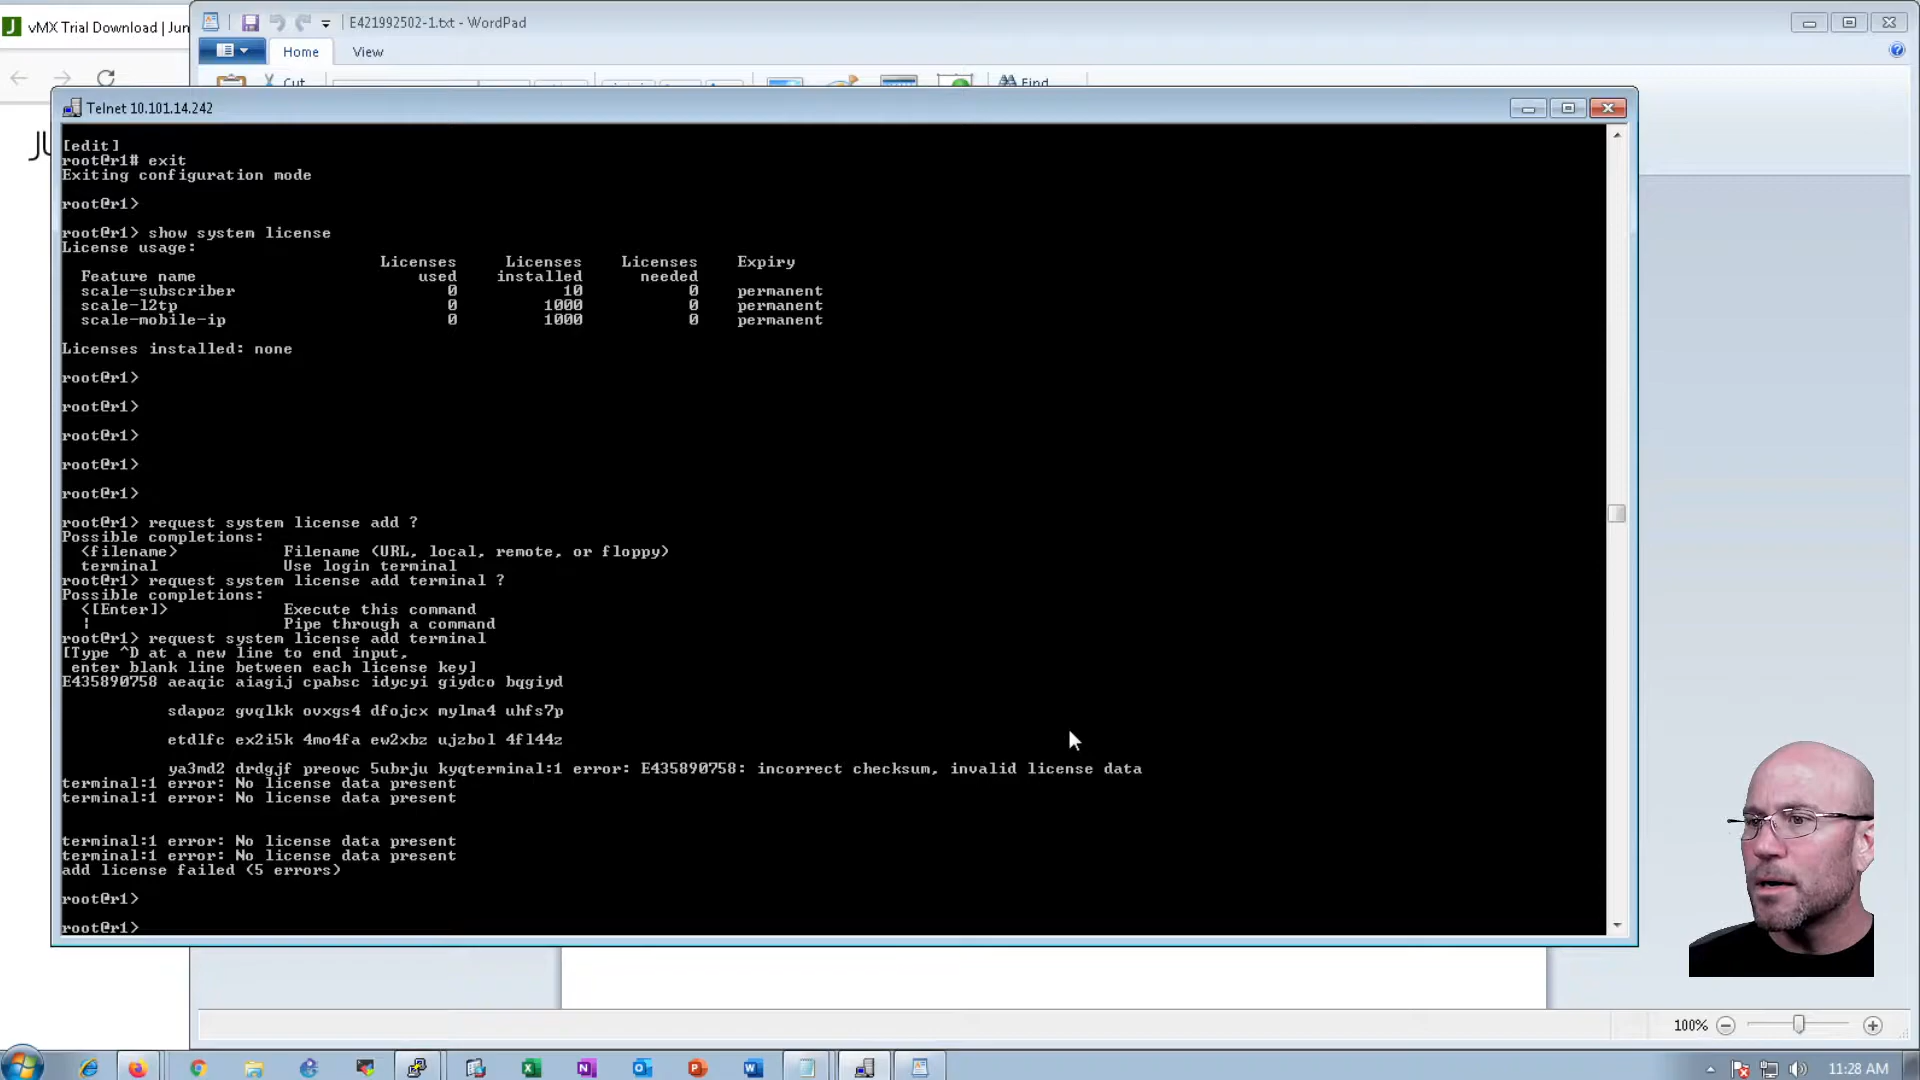 vMX Trial Download | Jun
E421992502-1.txt - WordPad
Home View
Cut
Find
JU
Telnet 10.101.14.242
[edit]
root@r1# exit
Exiting configuration mode
root@r1>
root@r1> show system license
License usage:
Licenses Licenses Licenses Expiry
Feature name used installed needed
scale-subscriber 0 10 0 permanent
scale-l2tp 0 1000 0 permanent
scale-mobile-ip 0 1000 0 permanent
Licenses installed: none
root@r1>
root@r1>
root@r1>
root@r1>
root@r1>
root@r1> request system license add ?
Possible completions:
<filename> Filename (URL, local, remote, or floppy)
terminal Use login terminal
root@r1> request system license add terminal ?
Possible completions:
<[Enter]> Execute this command
| Pipe through a command
root@r1> request system license add terminal
[Type ^D at a new line to end input,
enter blank line between each license key]
E435890758 aeaqic aiagij cpabsc idycyi giydco bqgiyd
sdapoz gvqlkk ovxgs4 dfojcx mylma4 uhfs7p
etdlfc ex2i5k 4mo4fa ew2xbz ujzbol 4fl44z
ya3md2 drdgjf preowc 5ubrju kyqterminal:1 error: E435890758: incorrect checksum, invalid license data
terminal:1 error: No license data present
terminal:1 error: No license data present
terminal:1 error: No license data present
terminal:1 error: No license data present
add license failed (5 errors)
root@r1>
root@r1>
100%
11:28 AM